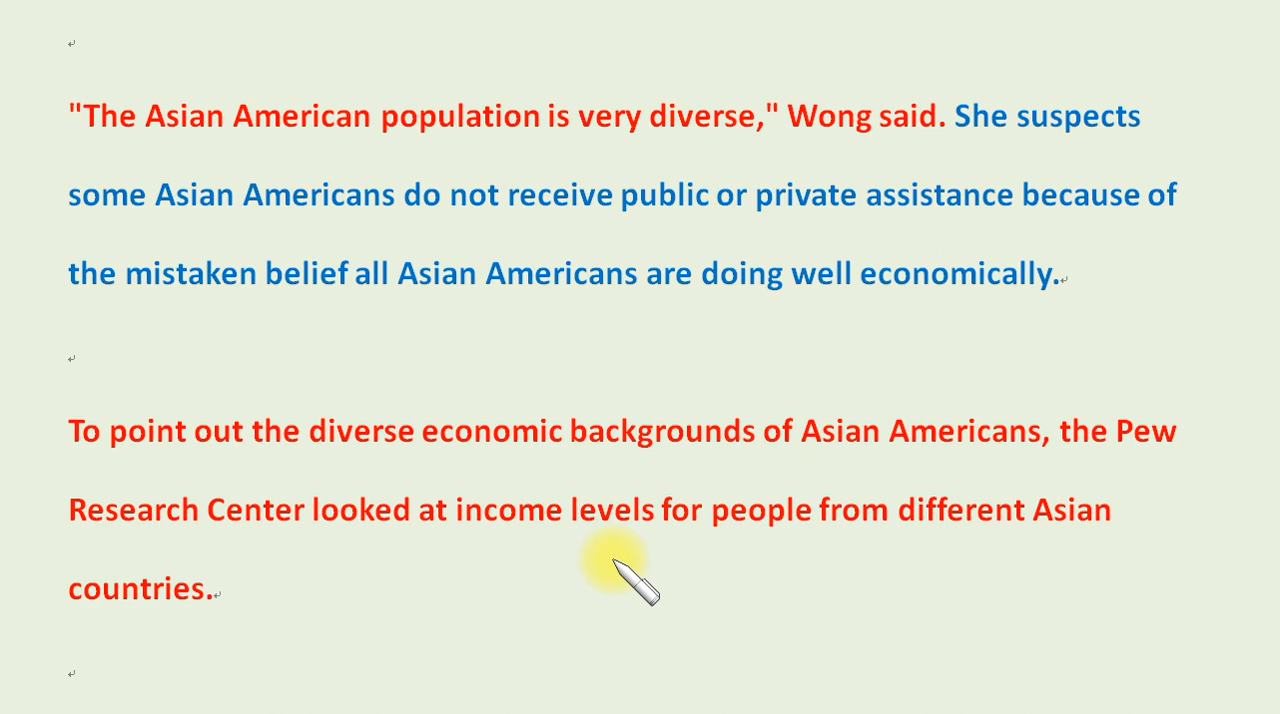 "The Asian American population is very diverse," Wong said. She suspects
some Asian Americans do not receive public or private assistance because of
the mistaken belief all Asian Americans are doing well economically.
To point out the diverse economic backgrounds of Asian Americans, the Pew
Research Center looked at income levels for people from different Asian
countries.